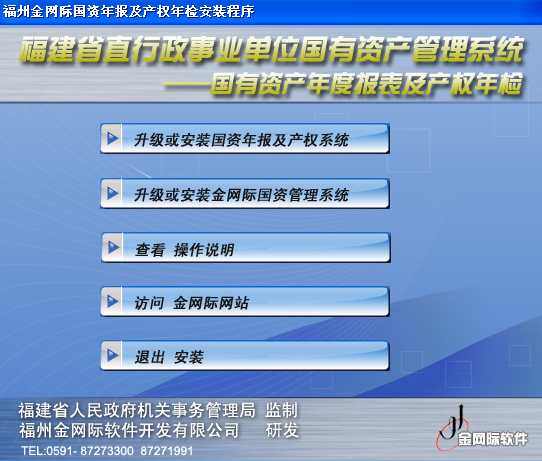 福州金网际国资年报及产权年检安装程序
福建省直行政事业单位国有资产管理系统
——国有资产年度报表及产权年检
升级或安装国资年报及产权系统
升级或安装金网际国资管理系统
查看 操作说明
访问 金网际网站
退出 安装
福建省人民政府机关事务管理局 监制
福州金网际软件开发有限公司 研发
TEL:0591- 87273300 87271991
金网际软件